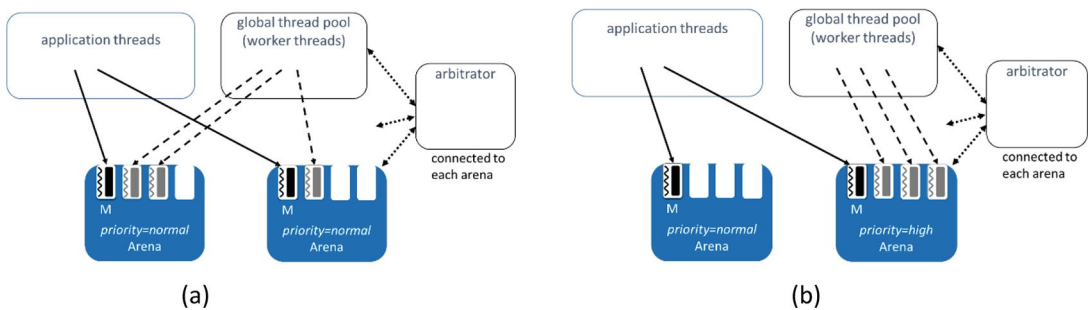 application threads
global thread pool
(worker threads)
arbitrator
connected to
each arena
M
priority=normal
Arena
M
priority=normal
Arena
(a)
application threads
global thread pool
(worker threads)
arbitrator
connected to
each arena
M
priority=normal
Arena
M
priority=high
Arena
(b)